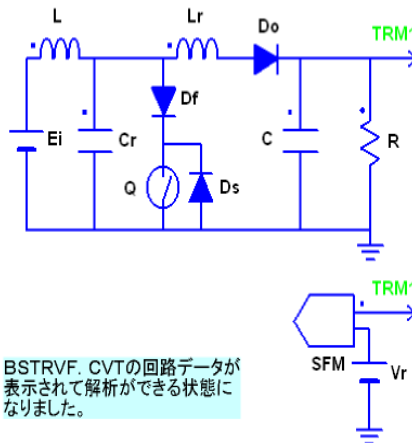 L
Lr
Do
TRM1
Df
Ei
Cr
C
R
Q
Ds
TRM1
SFM
Vr
BSTRVF. CVTの回路データが
表示されて解析ができる状態に
なりました。